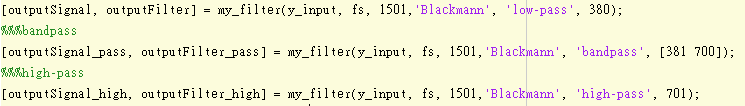 [outputSignal, outputFilter] = my_filter(y_input, fs, 1501,'Blackmann', 'low-pass', 380);
%%%bandpass
[outputSignal_pass, outputFilter_pass] = my_filter(y_input, fs, 1501,'Blackmann', 'bandpass', [381 700]);
%%%high-pass
[outputSignal_high, outputFilter_high] = my_filter(y_input, fs, 1501,'Blackmann', 'high-pass', 701);